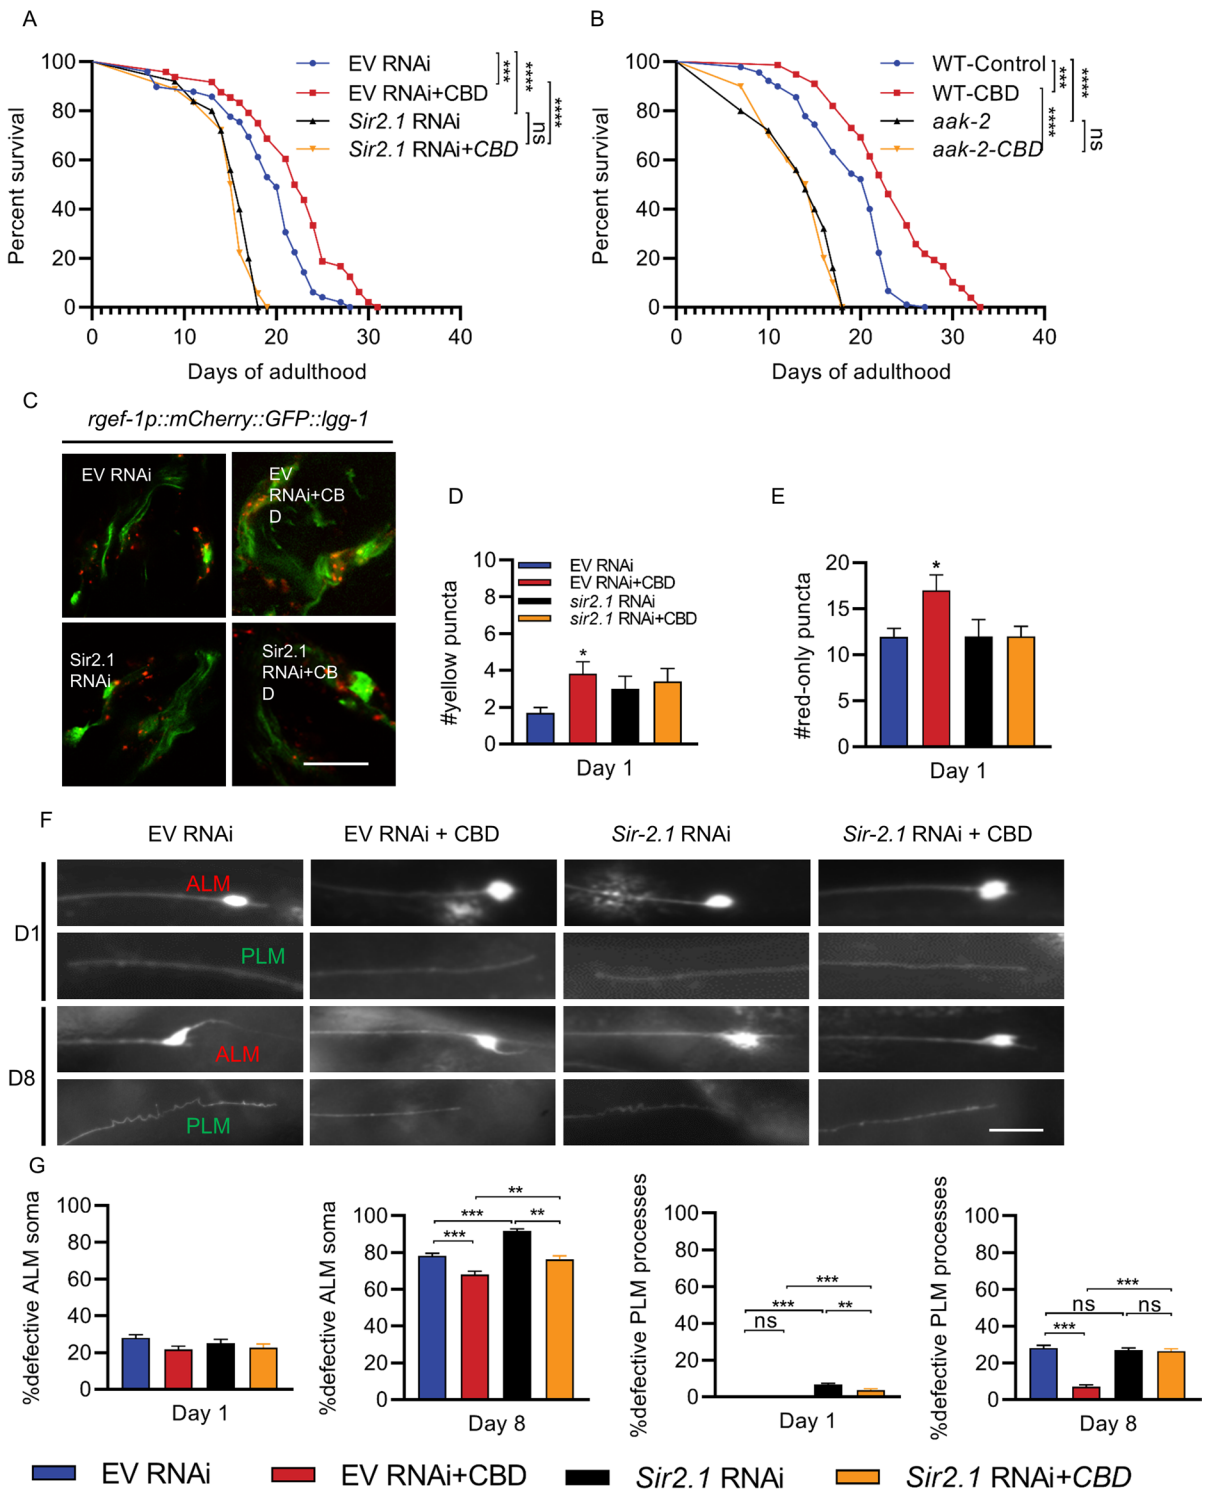 A
B
100
80
60
40
20
0
Percent survival
0
10
20
30
40
Days of adulthood
EV RNAi
EV RNAi+CBD
Sir2.1 RNAi
Sir2.1 RNAi+CBD
***
****
ns
****
100
80
60
40
20
0
Percent survival
0
10
20
30
40
Days of adulthood
WT-Control
WT-CBD
aak-2
aak-2-CBD
***
****
****
ns
C
rgef-1p::mCherry::GFP::lgg-1
EV RNAi
EV
RNAi+CB
D
Sir2.1
RNAi
Sir2.1
RNAi+CB
D
D
#yellow puncta
10
8
6
4
2
0
EV RNAi
EV RNAi+CBD
sir2.1 RNAi
sir2.1 RNAi+CBD
*
Day 1
E
#red-only puncta
20
15
10
5
0
*
Day 1
F
EV RNAi
EV RNAi + CBD
Sir-2.1 RNAi
Sir-2.1 RNAi + CBD
D1
ALM
PLM
D8
ALM
PLM
G
%defective ALM soma
100
80
60
40
20
0
Day 1
%defective ALM soma
100
80
60
40
20
0
**
***
**
***
Day 8
%defective PLM processes
100
80
60
40
20
0
***
***
**
ns
Day 1
%defective PLM processes
100
80
60
40
20
0
***
ns
ns
***
Day 8
EV RNAi
EV RNAi+CBD
Sir2.1 RNAi
Sir2.1 RNAi+CBD